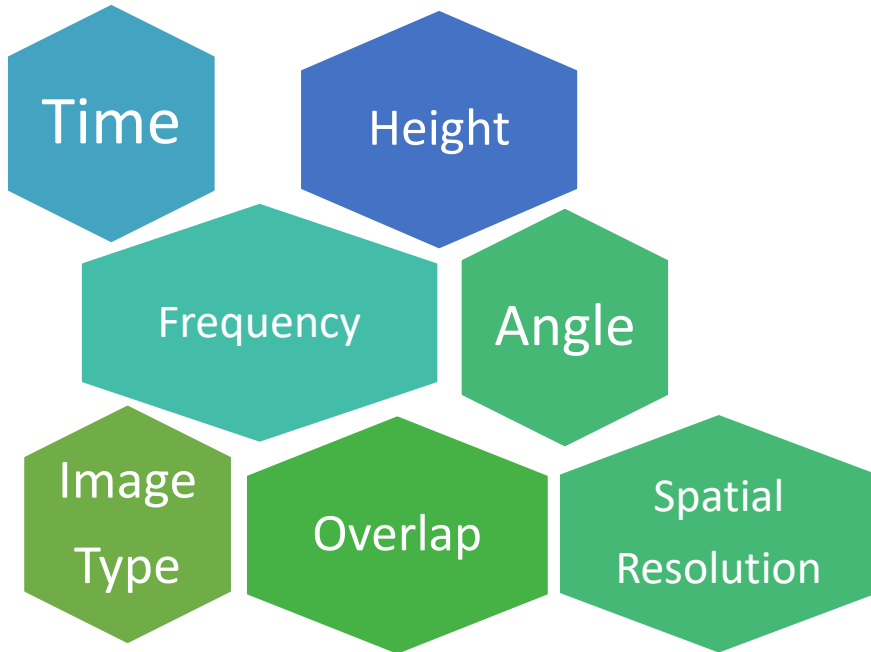 Time
Height
Frequency
Angle
Image
Type
Overlap
Spatial
Resolution